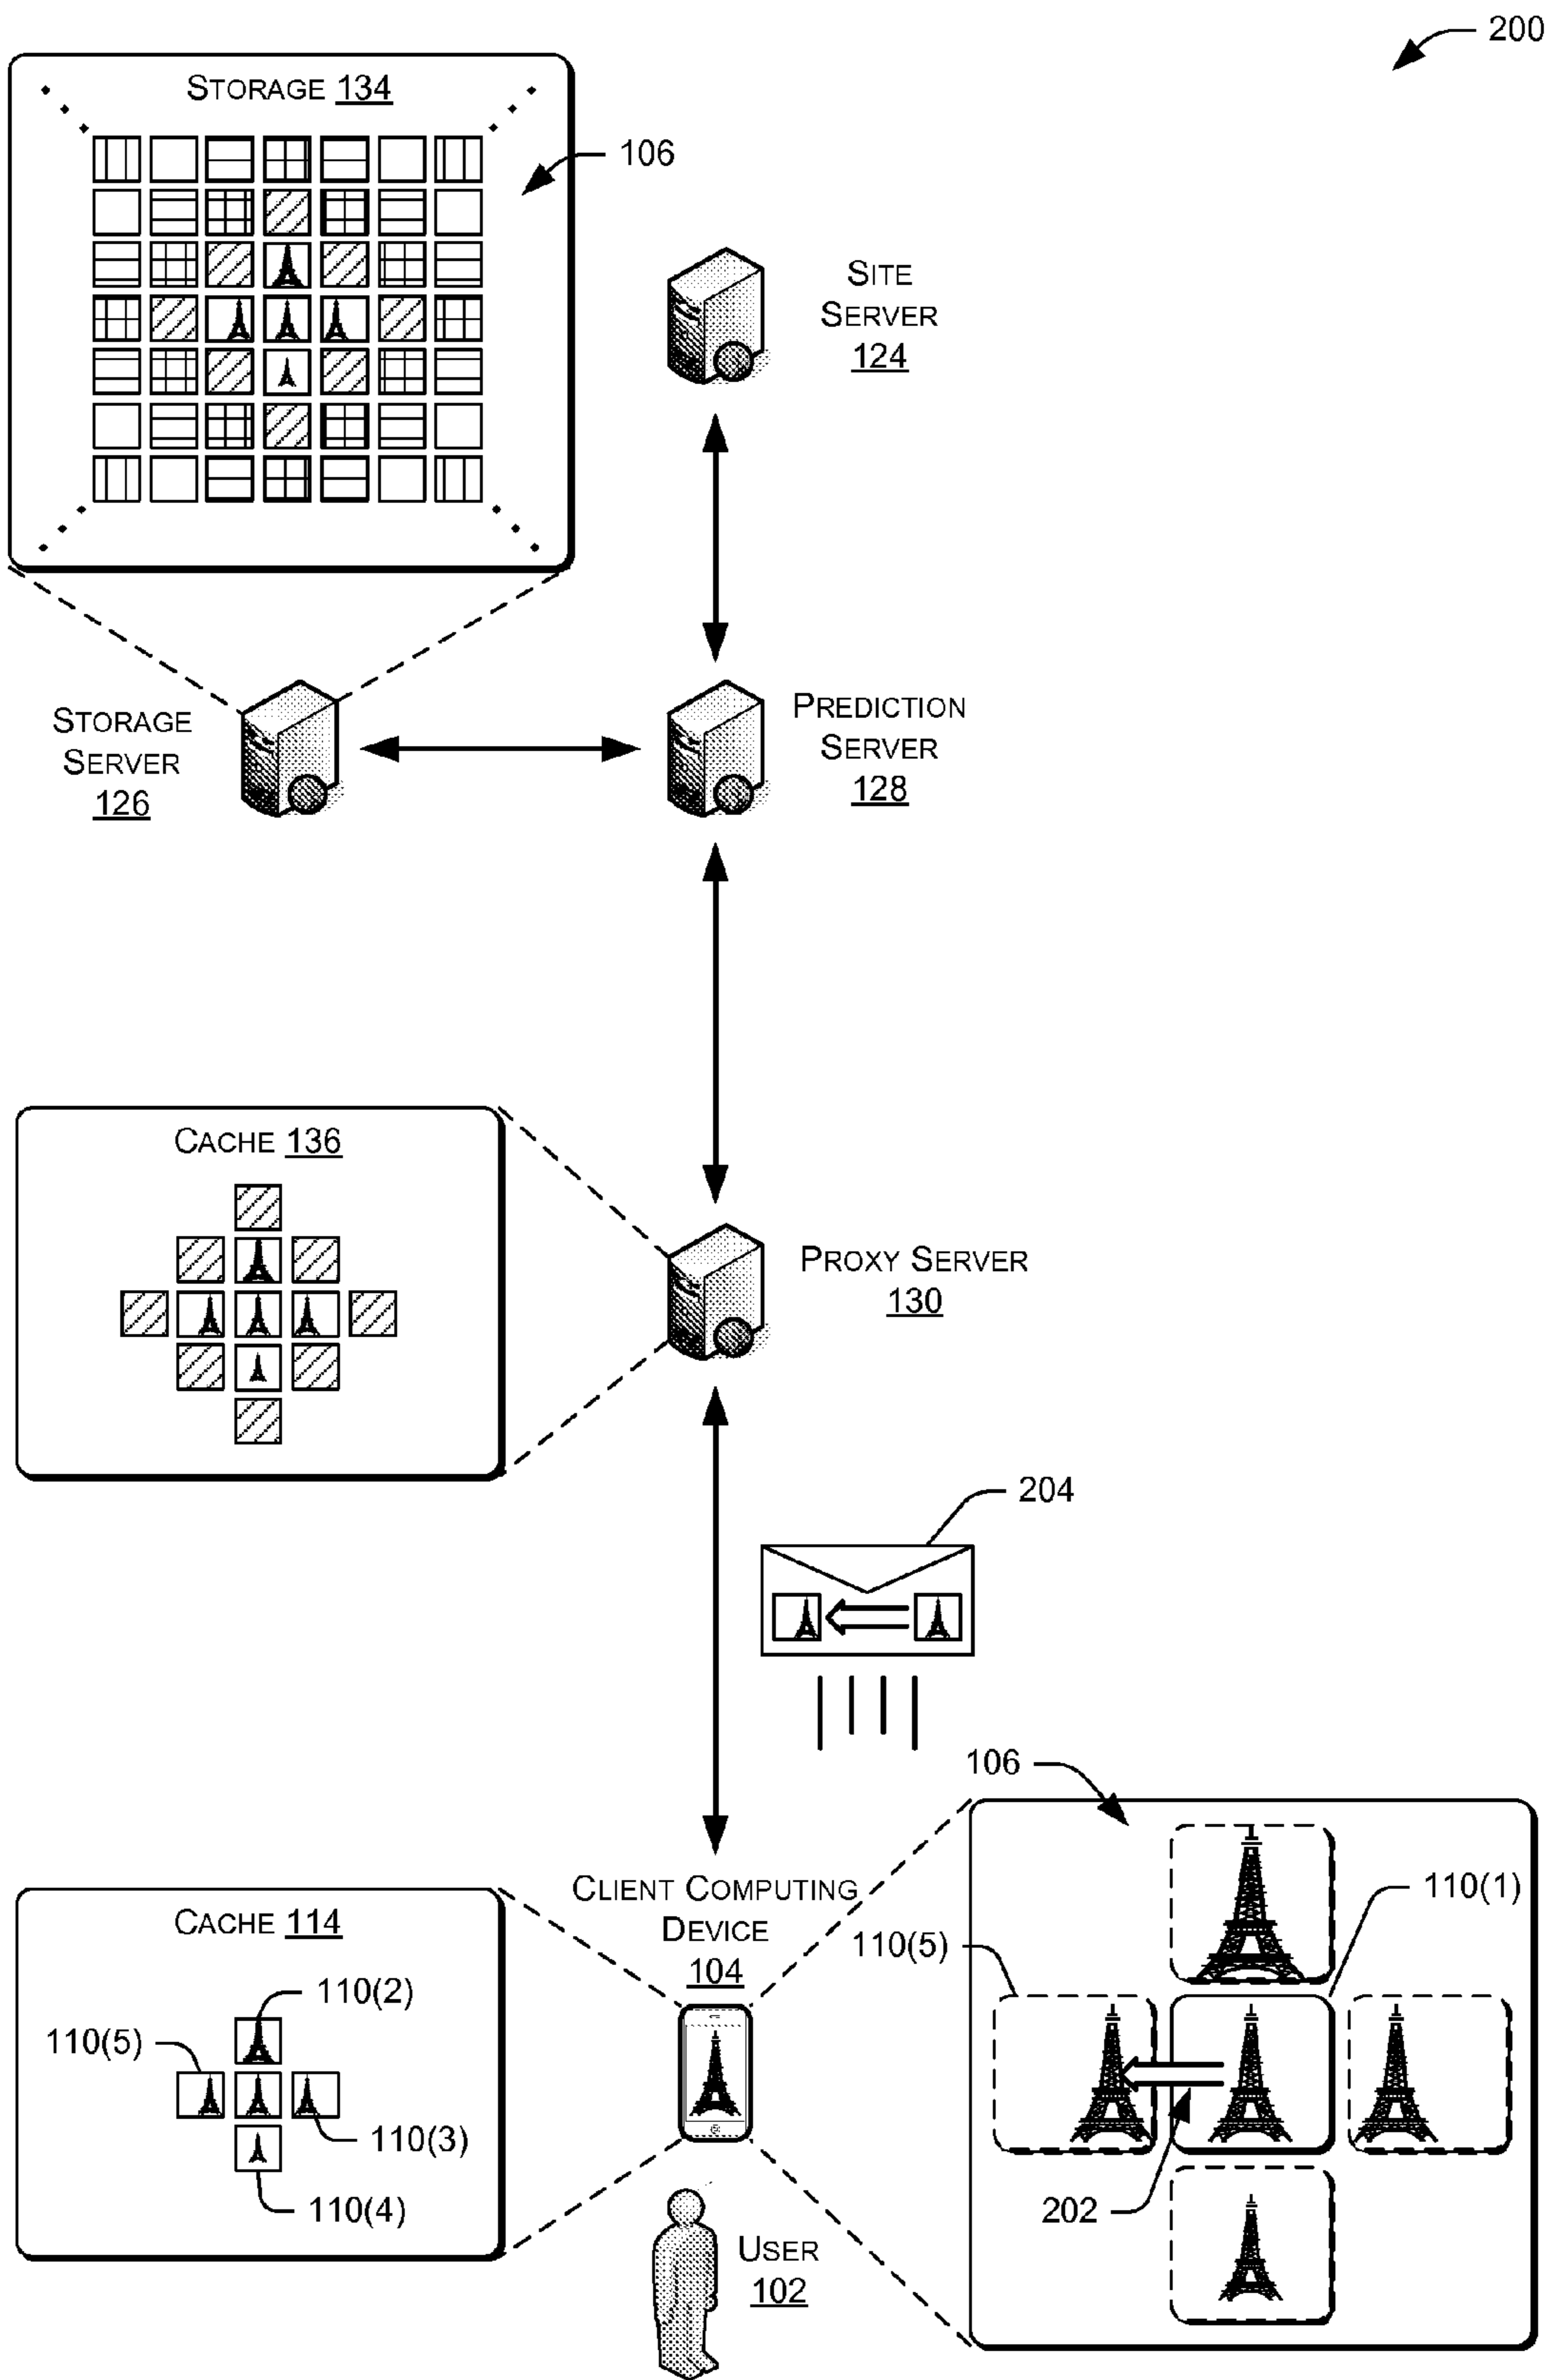 200
STORAGE 134
106
SITE
SERVER
124
STORAGE
SERVER
126
PREDICTION
SERVER
128
CACHE 136
PROXY SERVER
130
204
106
CLIENT COMPUTING
DEVICE
104
110(1)
110(5)
CACHE 114
110(2)
110(5)
110(3)
110(4)
202
USER
102